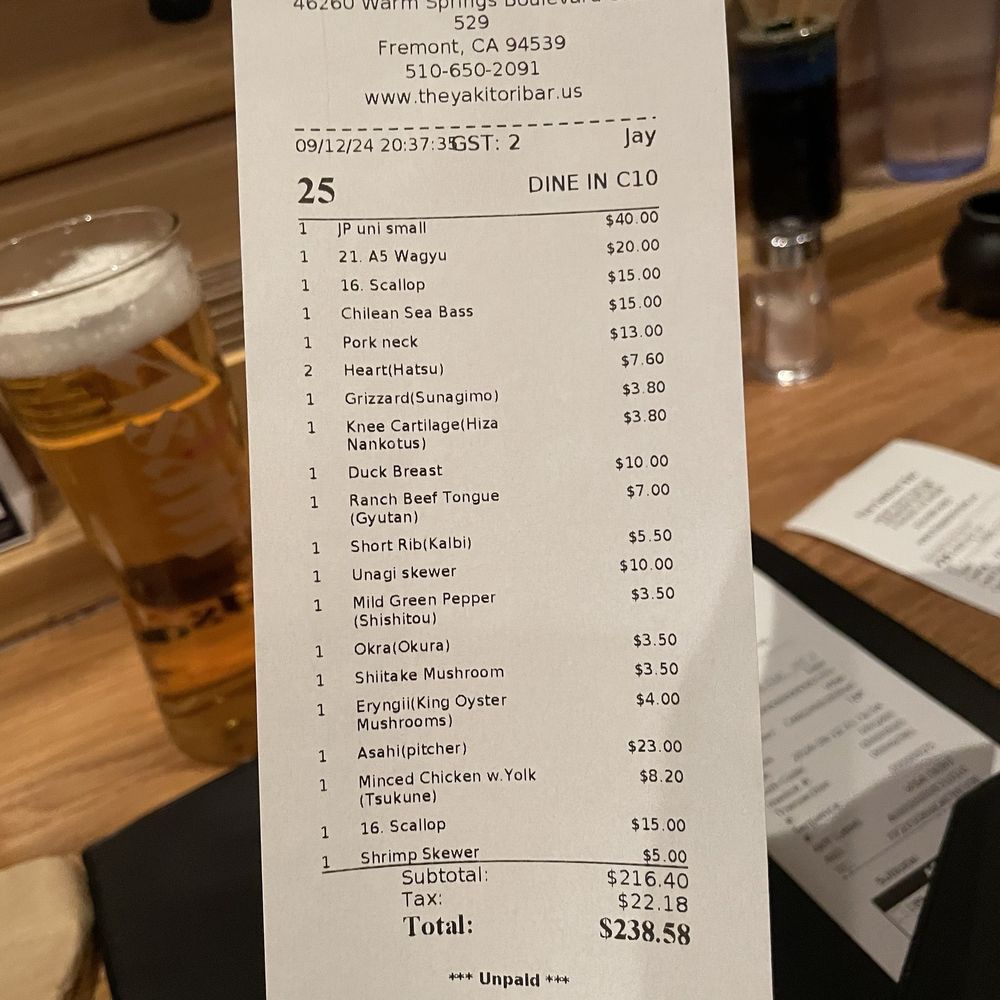 46260 Warm Springs Boulevard
529
Fremont, CA 94539
510-650-2091
www.theyakitoribar.us
09/12/24 20:37:35 GST: 2 Jay
25 DINE IN C10
1 JP uni small $40.00
1 21. A5 Wagyu $20.00
1 16. Scallop $15.00
1 Chilean Sea Bass $15.00
1 Pork neck $13.00
2 Heart(Hatsu) $7.60
1 Grizzard(Sunagimo) $3.80
1 Knee Cartilage(Hiza $3.80
Nankotus)
1 Duck Breast $10.00
1 Ranch Beef Tongue $7.00
(Gyutan)
1 Short Rib(Kalbi) $5.50
1 Unagi skewer $10.00
1 Mild Green Pepper $3.50
(Shishitou)
1 Okra(Okura) $3.50
1 Shiitake Mushroom $3.50
1 Eryngii(King Oyster $4.00
Mushrooms)
1 Asahi(pitcher) $23.00
1 Minced Chicken w.Yolk $8.20
(Tsukune)
1 16. Scallop $15.00
1 Shrimp Skewer $5.00
Subtotal: $216.40
Tax: $22.18
Total: $238.58
*** Unpaid ***